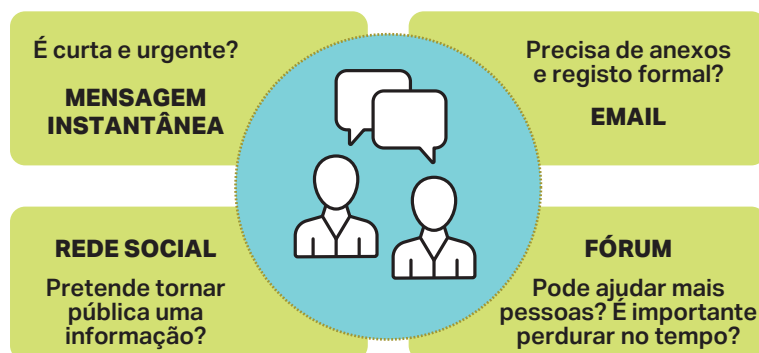 É curta e urgente?
MENSAGEM
INSTANTÂNEA
Precisa de anexos
e registo formal?
EMAIL
REDE SOCIAL
Pretende tornar
pública uma
informação?
FÓRUM
Pode ajudar mais
pessoas? É importante
perdurar no tempo?